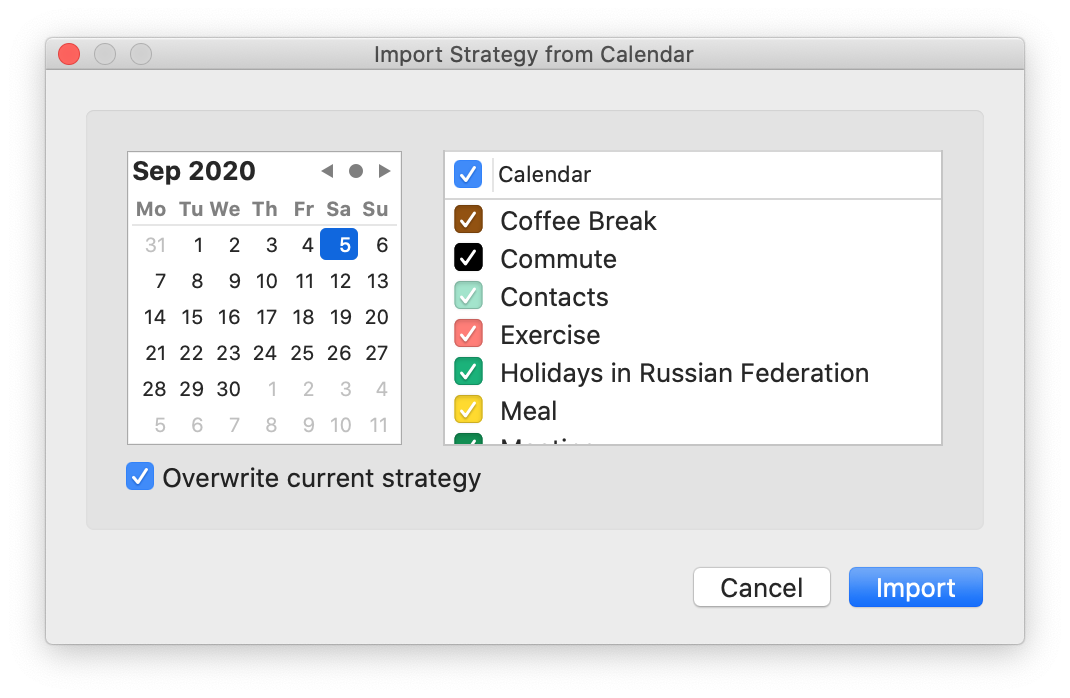 Import Strategy from Calendar
Sep 2020
Mo Tu We Th Fr Sa Su
31 1 2 3 4 5 6
7 8 9 10 11 12 13
14 15 16 17 18 19 20
21 22 23 24 25 26 27
28 29 30 1 2 3 4
5 6 7 8 9 10 11
Calendar
Coffee Break
Commute
Contacts
Exercise
Holidays in Russian Federation
Meal
Overwrite current strategy
Cancel
Import